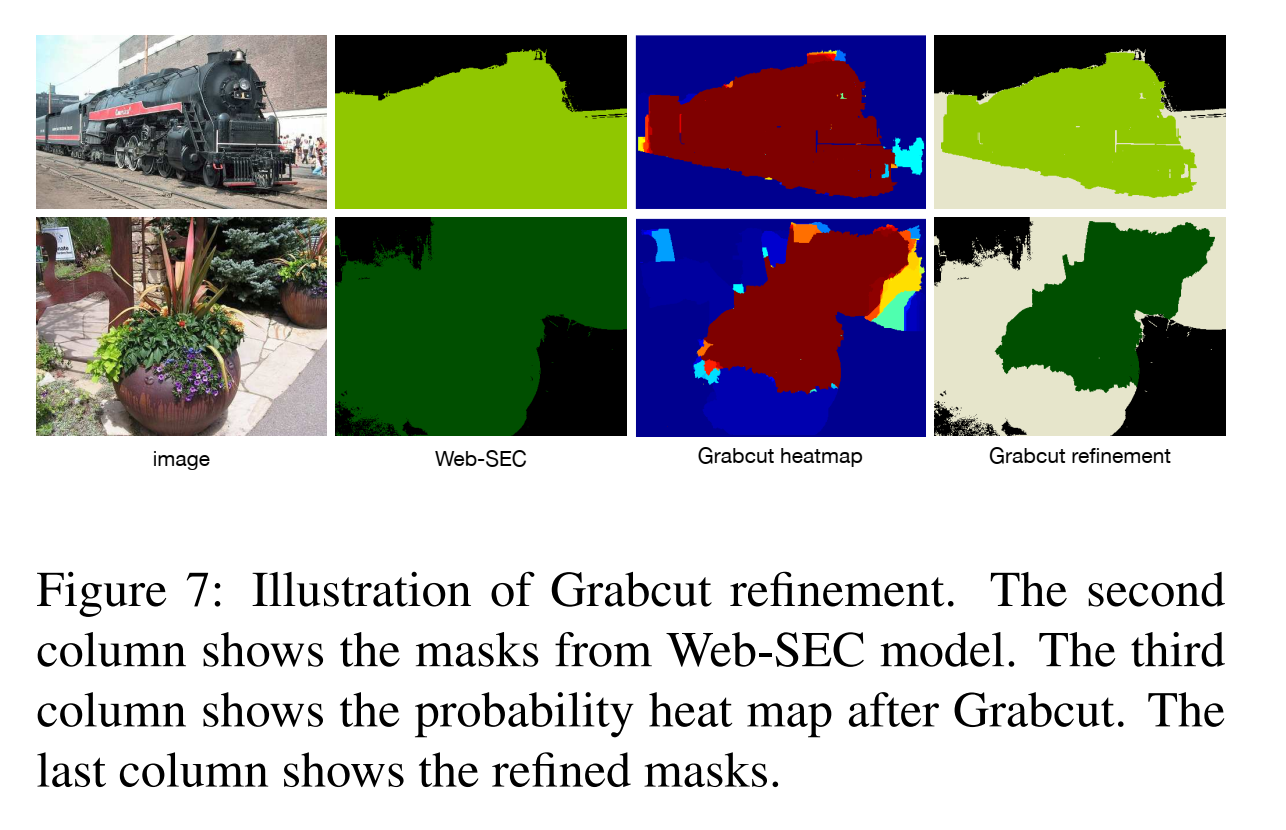 image
Web-SEC
Grabcut heatmap
Grabcut refinement
Figure 7: Illustration of Grabcut refinement. The second
column shows the masks from Web-SEC model. The third
column shows the probability heat map after Grabcut. The
last column shows the refined masks.